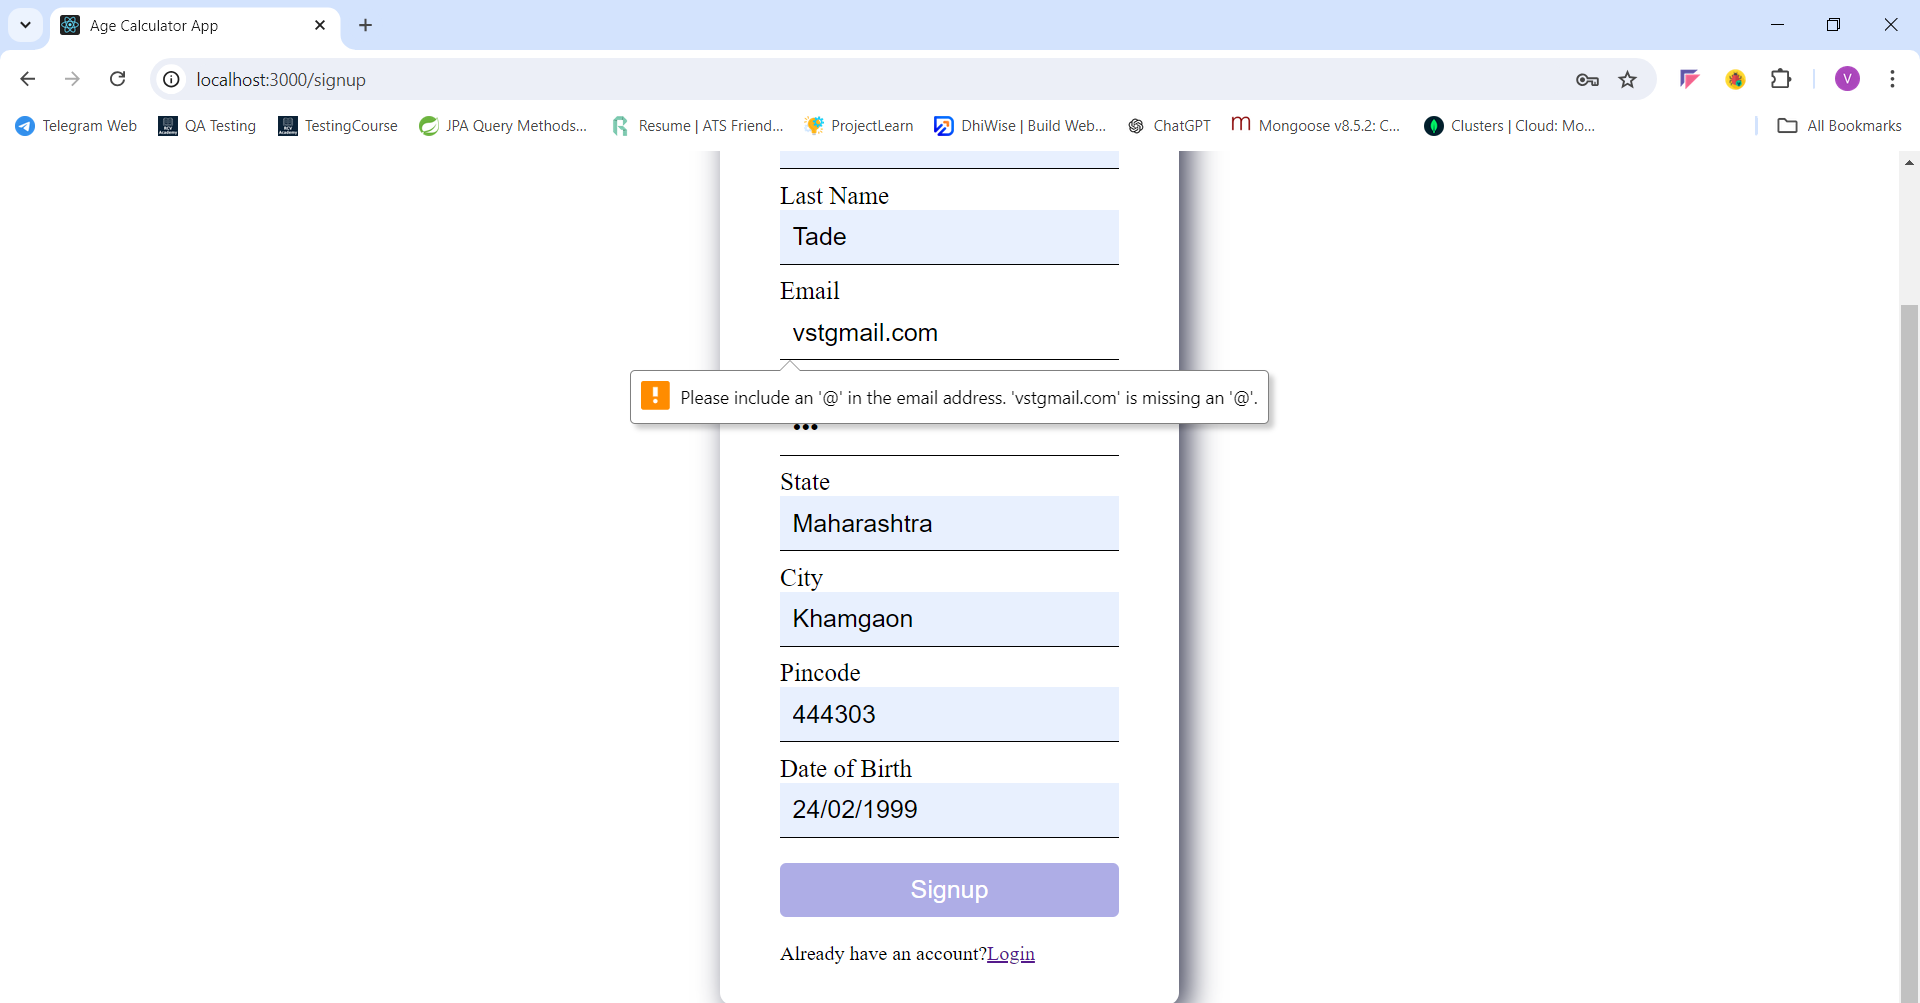 Age Calculator App
localhost:3000/signup
V
Telegram Web
QA Testing
TestingCourse
JPA Query Methods...
Resume | ATS Friend...
ProjectLearn
DhiWise | Build Web...
ChatGPT
Mongoose v8.5.2: C...
Clusters | Cloud: Mo...
All Bookmarks
Last Name
Tade
Email
vstgmail.com
Please include an '@' in the email address. 'vstgmail.com' is missing an '@'.
State
Maharashtra
City
Khamgaon
Pincode
444303
Date of Birth
24/02/1999
Signup
Already have an account?Login